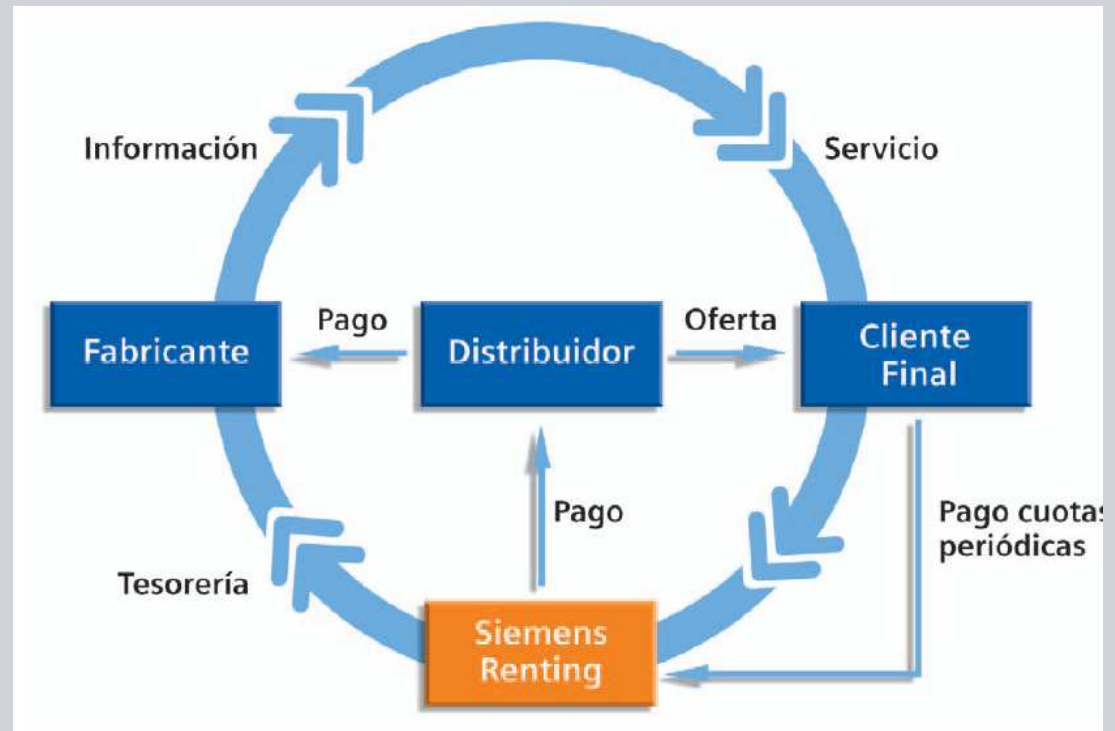 Información
Servicio
Fabricante
Pago
Distribuidor
Oferta
Cliente
Final
Pago
Pago cuotas
periódicas
Tesorería
Siemens
Renting